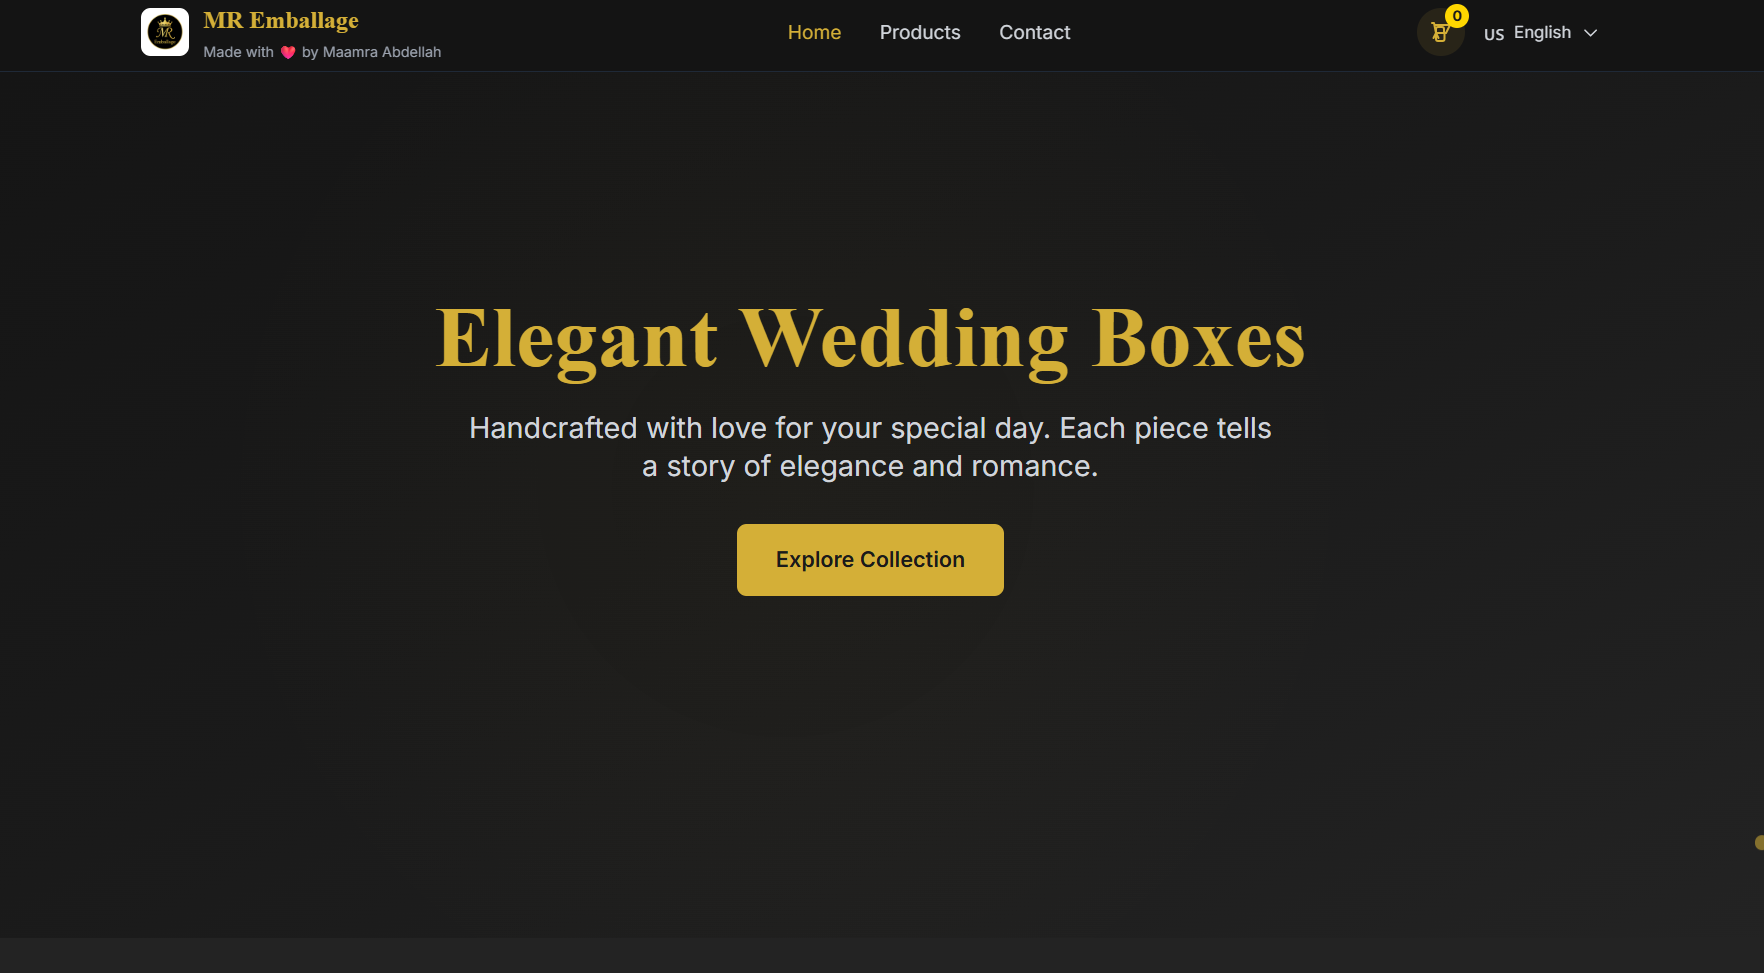 MR Emballage
Made with ❤️ by Maamra Abdellah
Home
Products
Contact
0
US English
Elegant Wedding Boxes
Handcrafted with love for your special day. Each piece tells
a story of elegance and romance.
Explore Collection